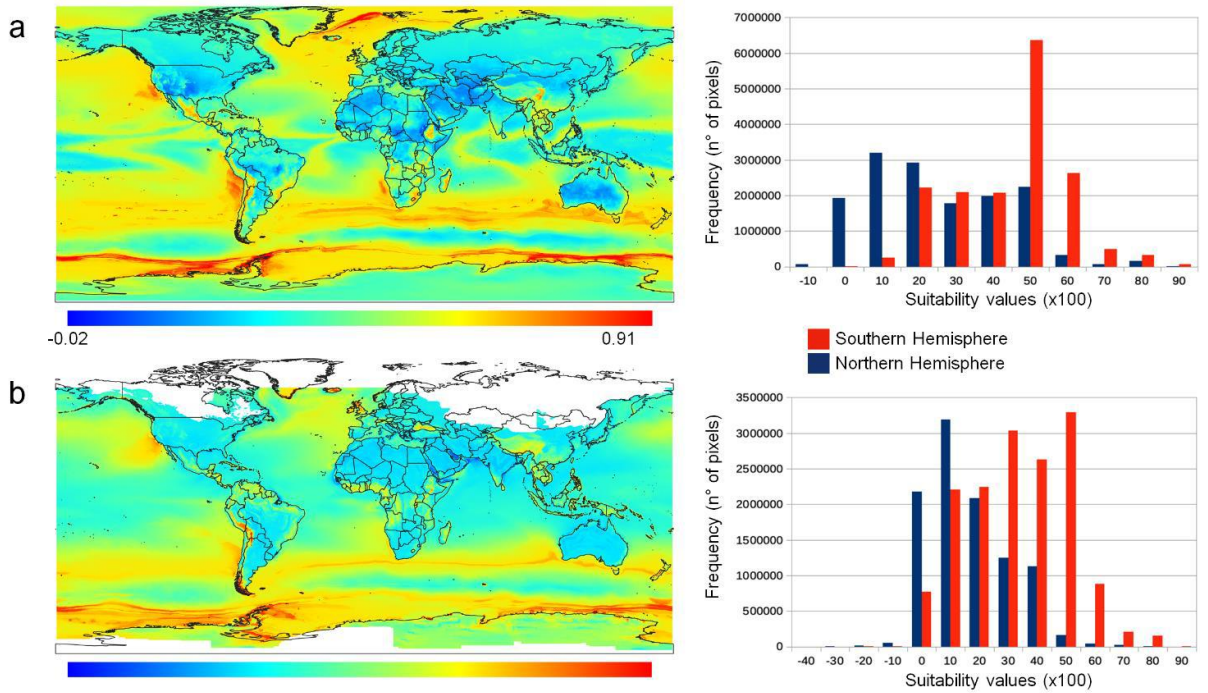 a
-0.02 0.91
Frequency (n° of pixels)
7000000
6000000
5000000
4000000
3000000
2000000
1000000
0
-10 0 10 20 30 40 50 60 70 80 90
Suitability values (x100)
Southern Hemisphere
Northern Hemisphere
b
Frequency (n° of pixels)
3500000
3000000
2500000
2000000
1500000
1000000
500000
0
-40 -30 -20 -10 0 10 20 30 40 50 60 70 80 90
Suitability values (x100)